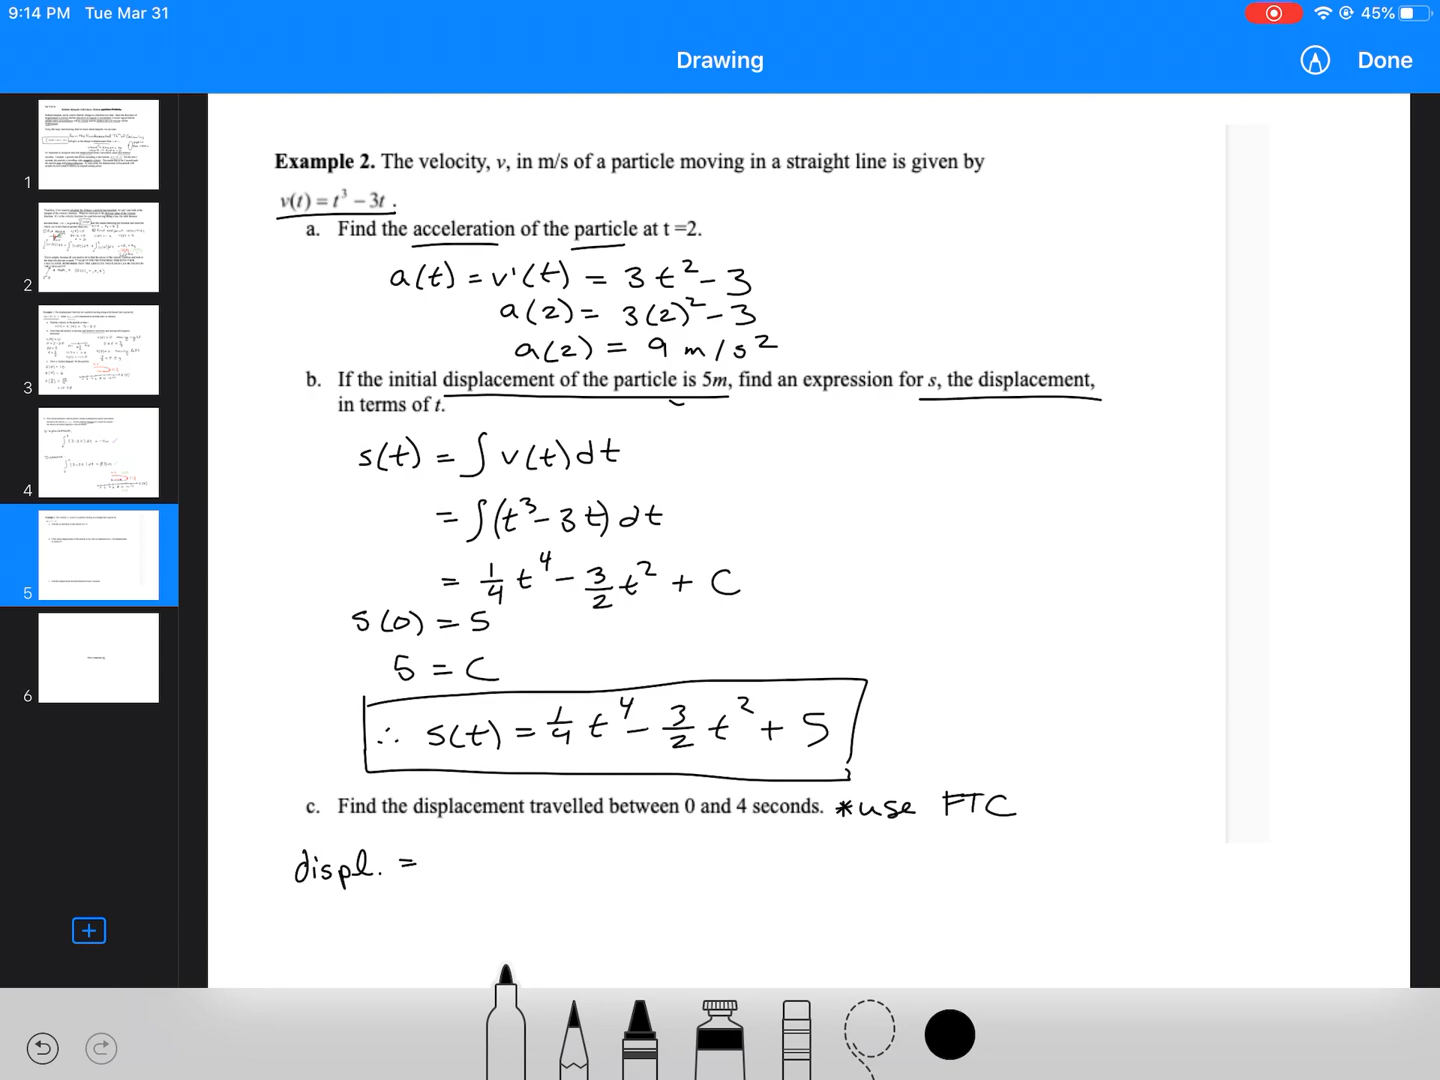 9:14 PM Tue Mar 31
45%
Drawing
Done
1
2
3
4
5
6
Example 2. The velocity, v, in m/s of a particle moving in a straight line is given by
v(t) = t³ − 3t .
a. Find the acceleration of the particle at t =2.
a(t) = v'(t) = 3t² − 3
a(2) = 3(2)² − 3
a(2) = 9 m/s²
b. If the initial displacement of the particle is 5m, find an expression for s, the displacement,
in terms of t.
s(t) = ∫ v(t)dt
= ∫(t³ − 3t)dt
= 1/4 t⁴ − 3/2 t² + C
s(0) = 5
5 = C
∴ s(t) = 1/4 t⁴ − 3/2 t² + 5
c. Find the displacement travelled between 0 and 4 seconds. *use FTC
displ. =